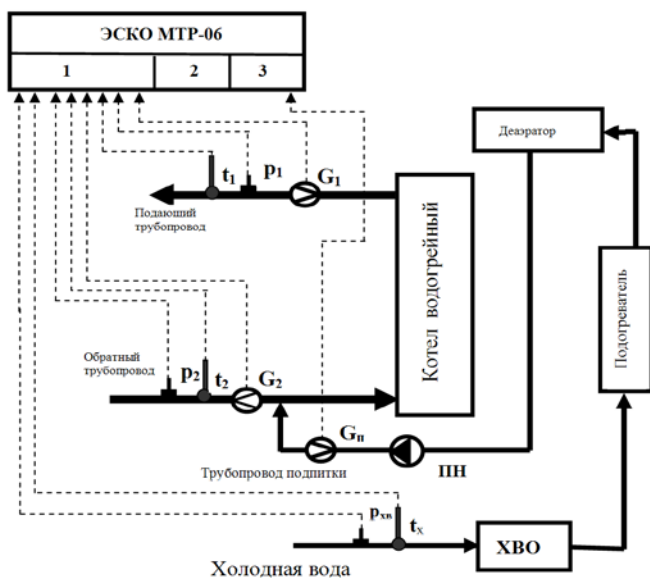 ЭСКО МТР-06
1 2 3
Деаэратор
t₁ p₁ G₁
Подающий
трубопровод
Котел водогрейный
Подогреватель
Обратный
трубопровод
p₂ t₂ G₂
Gп
Трубопровод подпитки
ПН
pхв tх
ХВО
Холодная вода